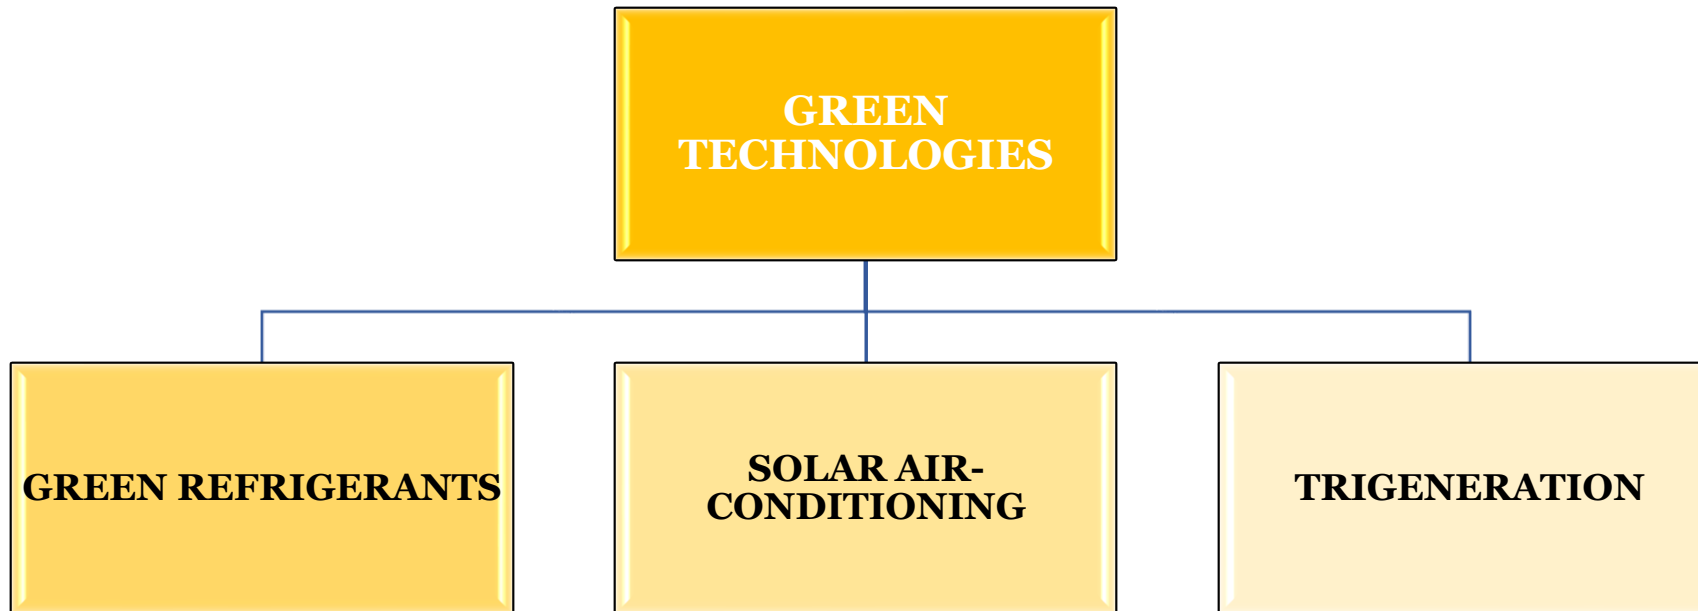 GREEN
TECHNOLOGIES
GREEN REFRIGERANTS
SOLAR AIR-
CONDITIONING
TRIGENERATION